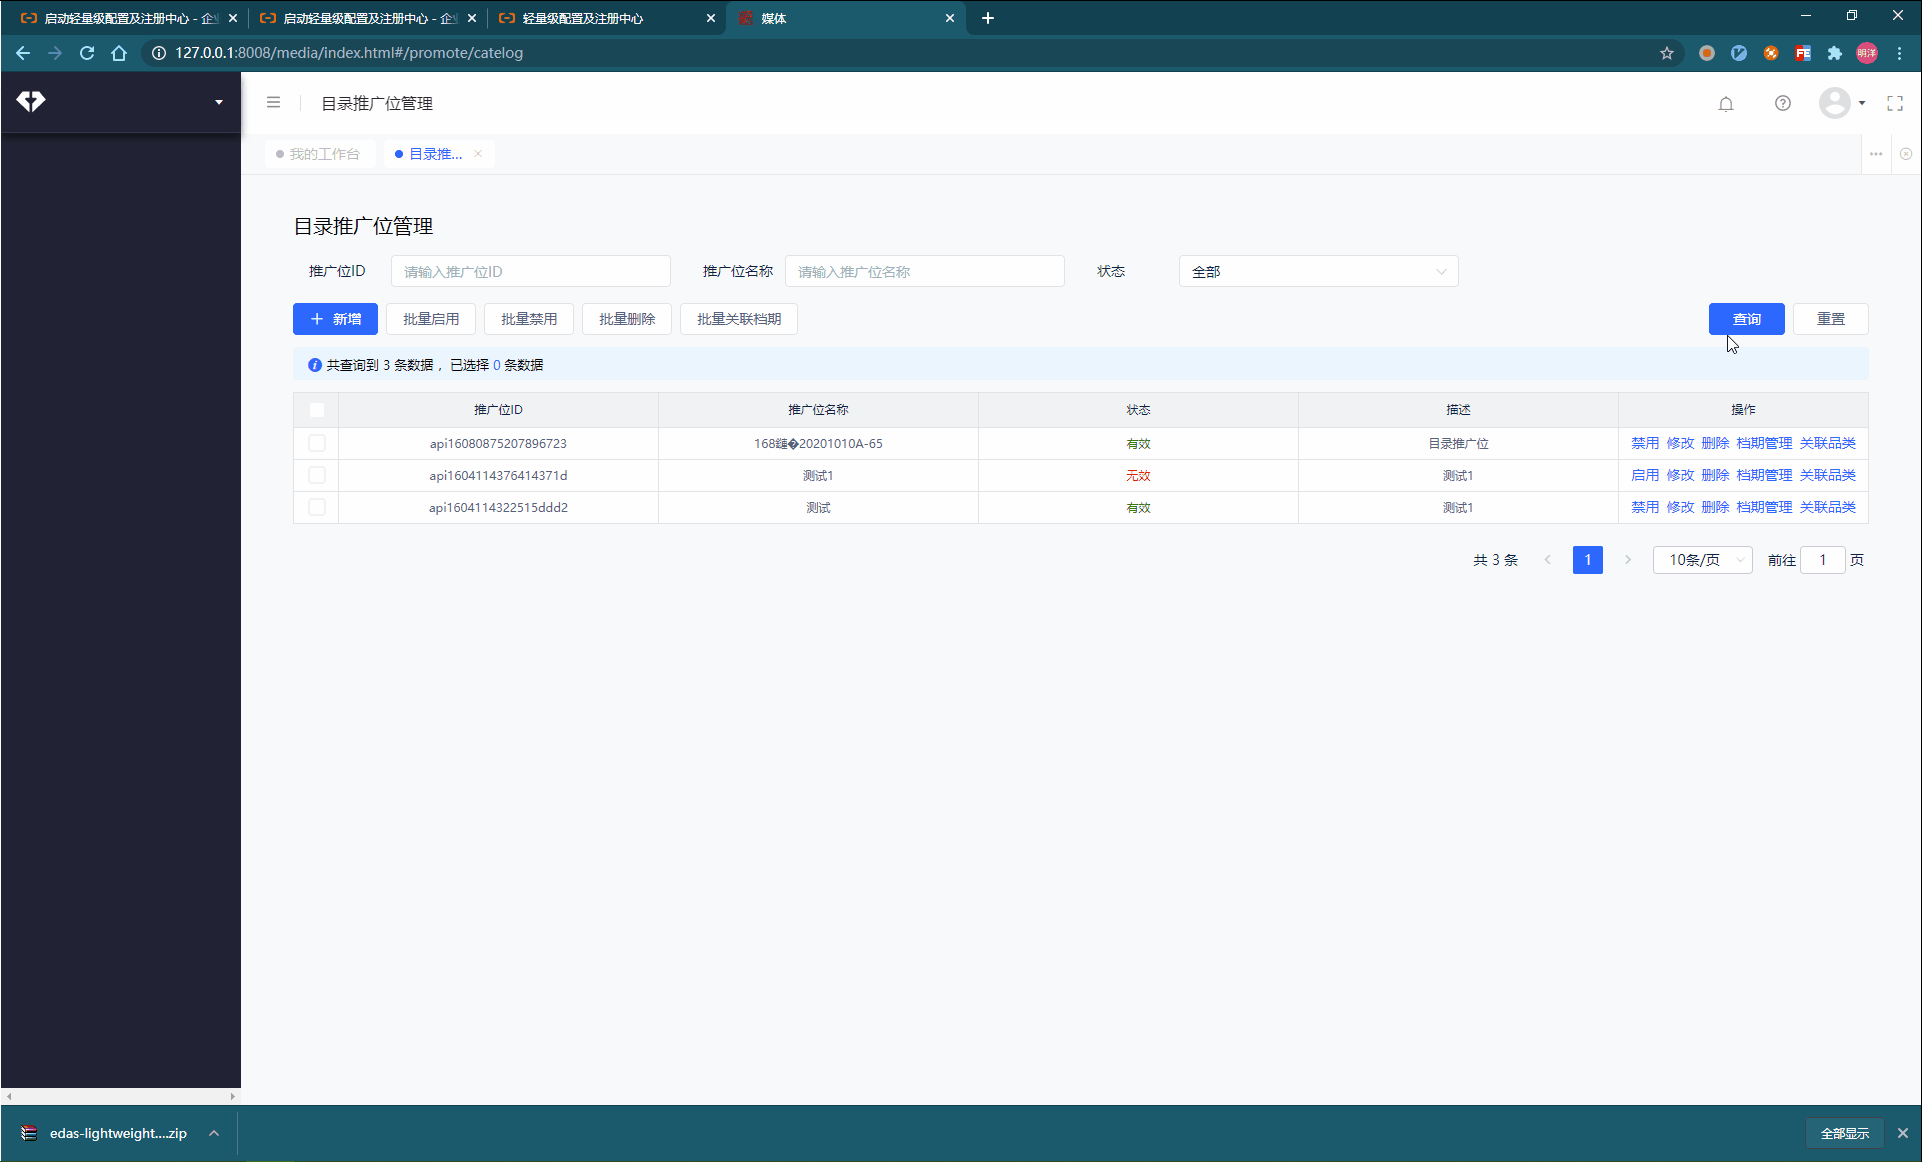 启动轻量级配置及注册中心 - 企
启动轻量级配置及注册中心 - 企
轻量级配置及注册中心
媒体
127.0.0.1:8008/media/index.html#/promote/catelog
FE
明洋
目录推广位管理
我的工作台
目录推...
目录推广位管理
推广位ID 请输入推广位ID 推广位名称 请输入推广位名称 状态 全部
新增 批量启用 批量禁用 批量删除 批量关联档期 查询 重置
共查询到 3 条数据，已选择 0 条数据
推广位ID 推广位名称 状态 描述 操作
api16080875207896723 168�20201010A-65 有效 目录推广位 禁用 修改 删除 档期管理 关联品类
api1604114376414371d 测试1 无效 测试1 启用 修改 删除 档期管理 关联品类
api1604114322515ddd2 测试 有效 测试1 禁用 修改 删除 档期管理 关联品类
共 3 条 1 10条/页 前往 1 页
edas-lightweight....zip
全部显示